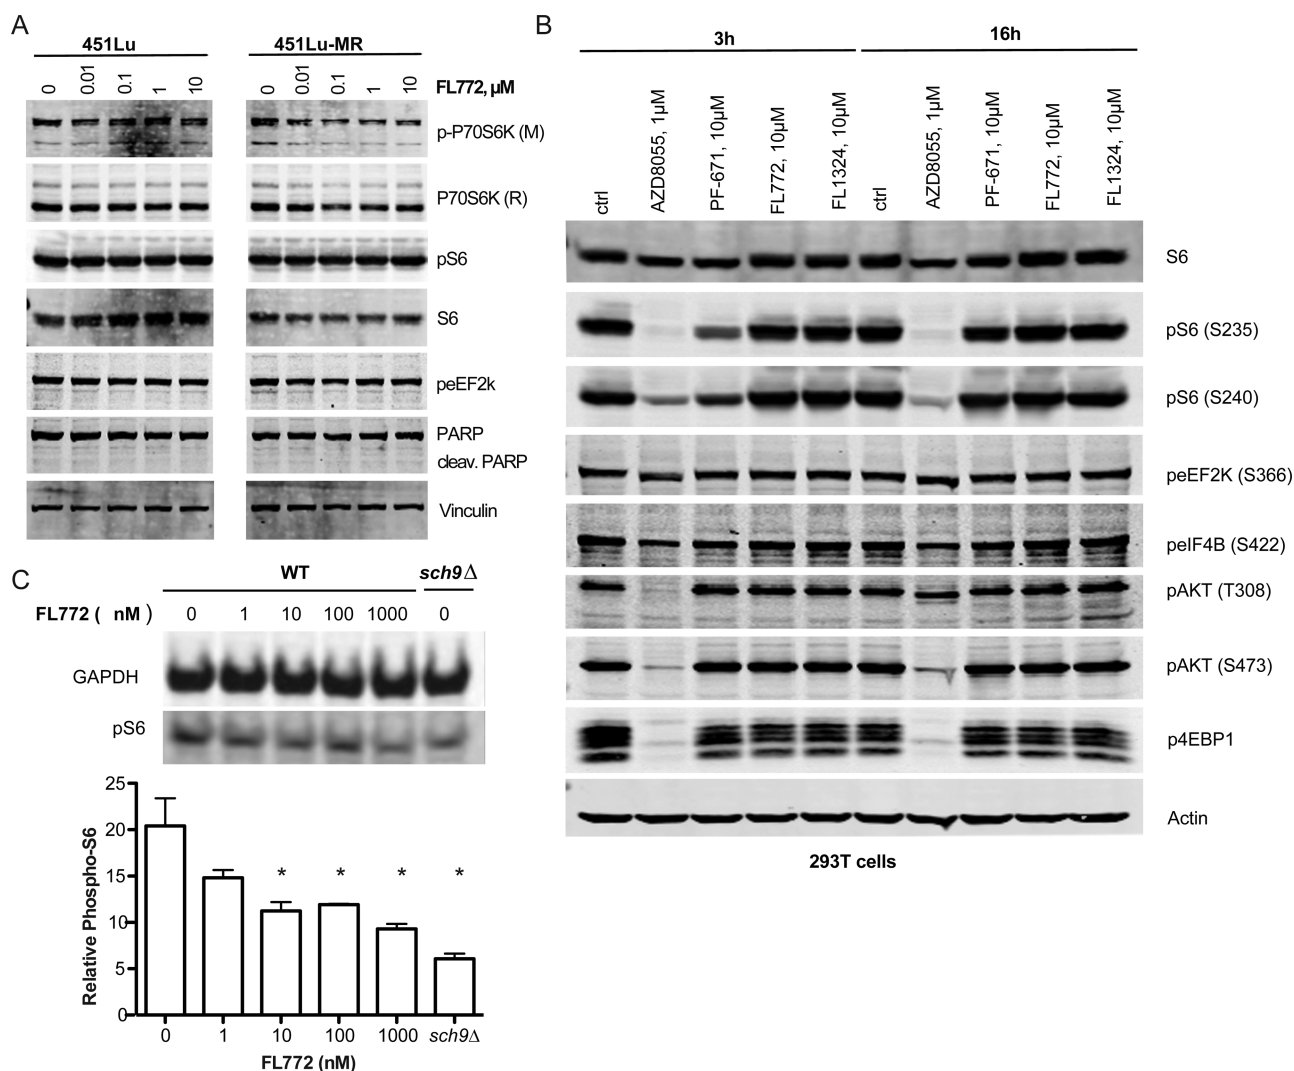 A
451Lu
451Lu-MR
0 0.01 0.1 1 10
0 0.01 0.1 1 10
FL772, µM
p-P70S6K (M)
P70S6K (R)
pS6
S6
peEF2k
PARP
cleav. PARP
Vinculin
B
3h
16h
ctrl
AZD8055, 1µM
PF-671, 10µM
FL772, 10µM
FL1324, 10µM
ctrl
AZD8055, 1µM
PF-671, 10µM
FL772, 10µM
FL1324, 10µM
S6
pS6 (S235)
pS6 (S240)
peEF2K (S366)
peIF4B (S422)
pAKT (T308)
pAKT (S473)
p4EBP1
Actin
293T cells
C
WT
sch9Δ
FL772 ( nM ) 0 1 10 100 1000 0
GAPDH
pS6
Relative Phospho-S6
25
20
15
10
5
0
* * * *
0 1 10 100 1000 sch9Δ
FL772 (nM)